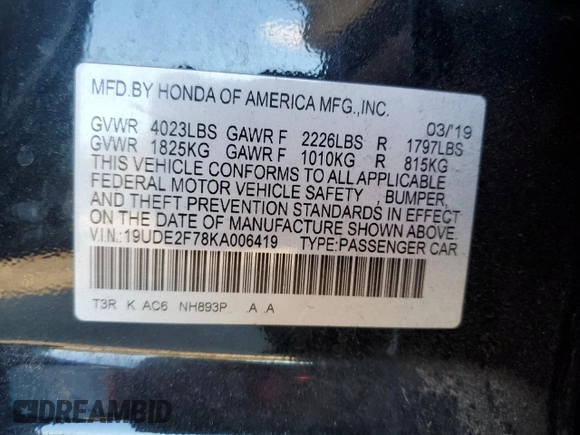 MFD.BY HONDA OF AMERICA MFG.,INC.
03/'19
GVWR 4023LBS GAWR F 2226LBS R 1797LBS
GVWR 1825KG GAWR F 1010KG R 815KG
THIS VEHICLE CONFORMS TO ALL APPLICABLE
FEDERAL MOTOR VEHICLE SAFETY , BUMPER,
AND THEFT PREVENTION STANDARDS IN EFFECT
ON THE DATE OF MANUFACTURE SHOWN ABOVE.
V.I.N.:19UDE2F78KA006419 TYPE:PASSENGER CAR
T3R K AC6 NH893P .A .A
DREAMBID